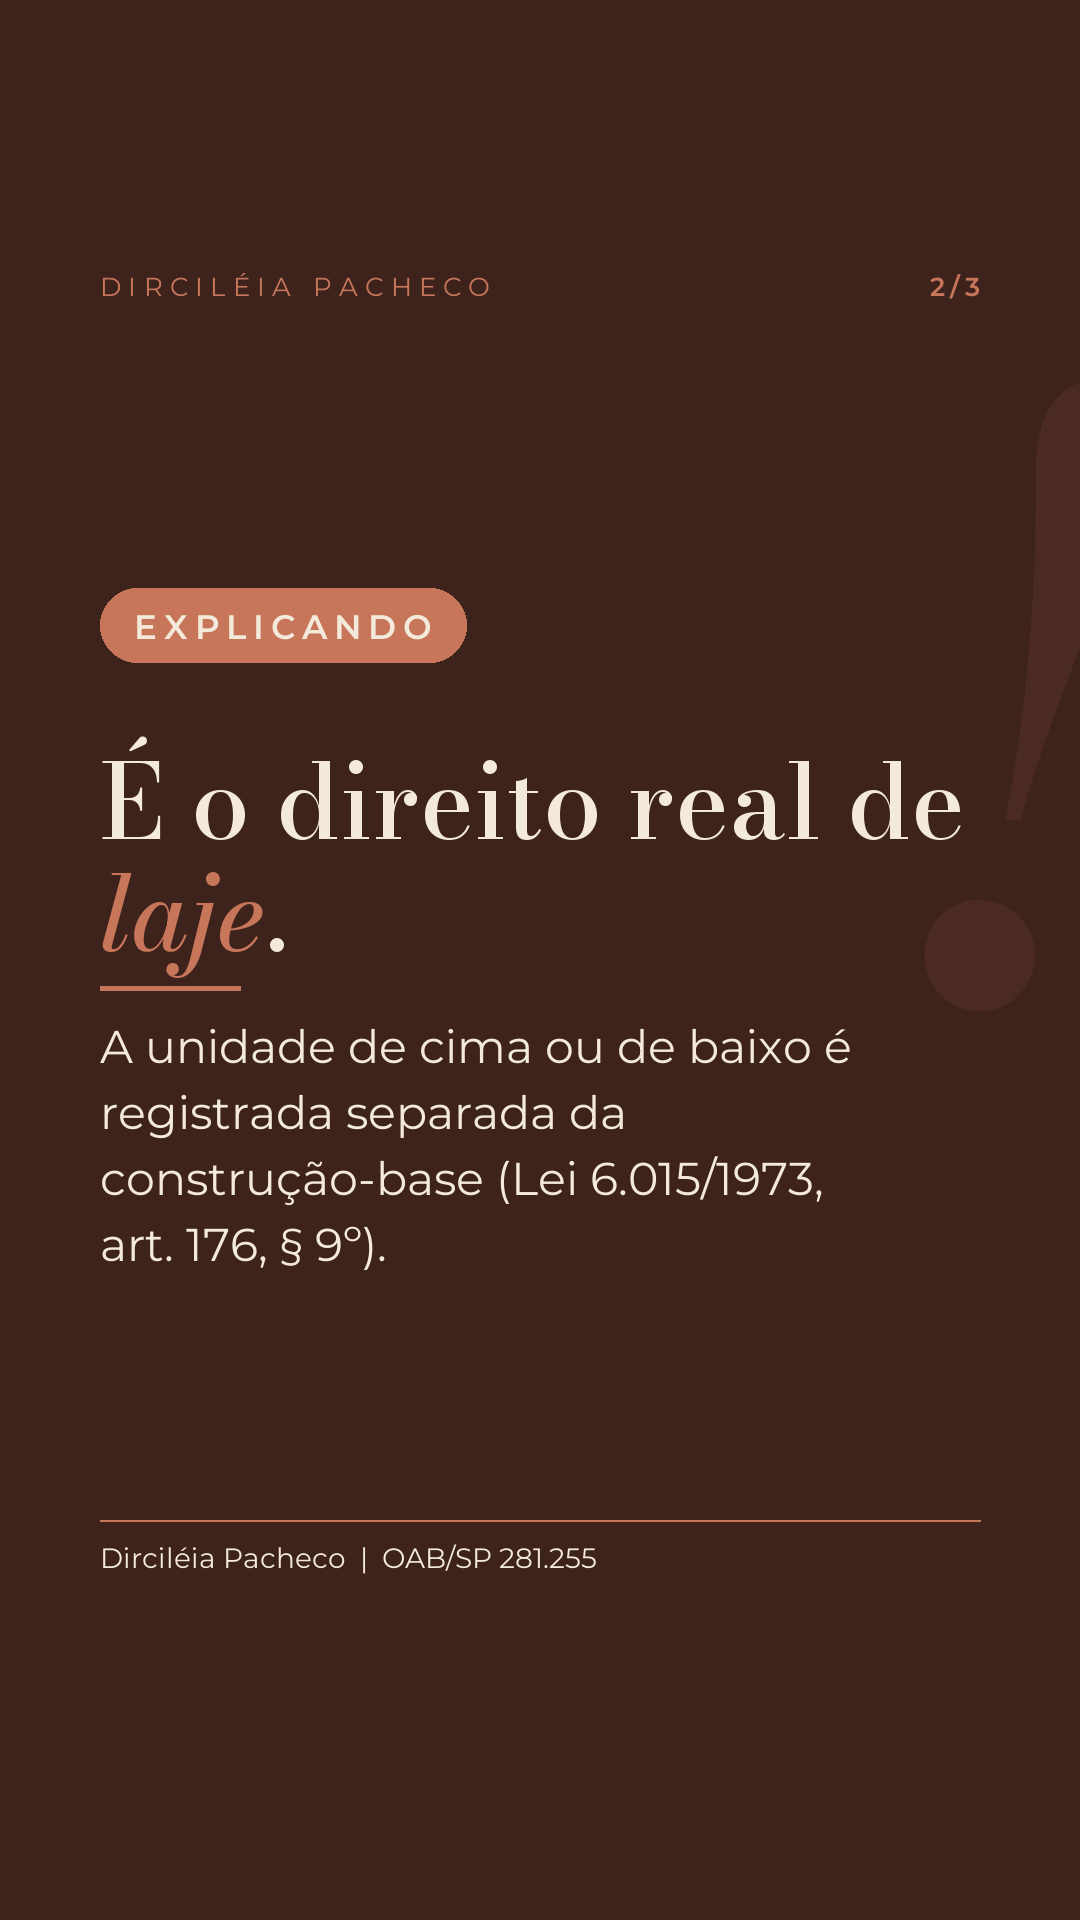 DIRCILÉIA PACHECO
2/3
EXPLICANDO
É o direito real de
laje.
A unidade de cima ou de baixo é
registrada separada da
construção-base (Lei 6.015/1973,
art. 176, § 9º).
Dirciléia Pacheco | OAB/SP 281.255